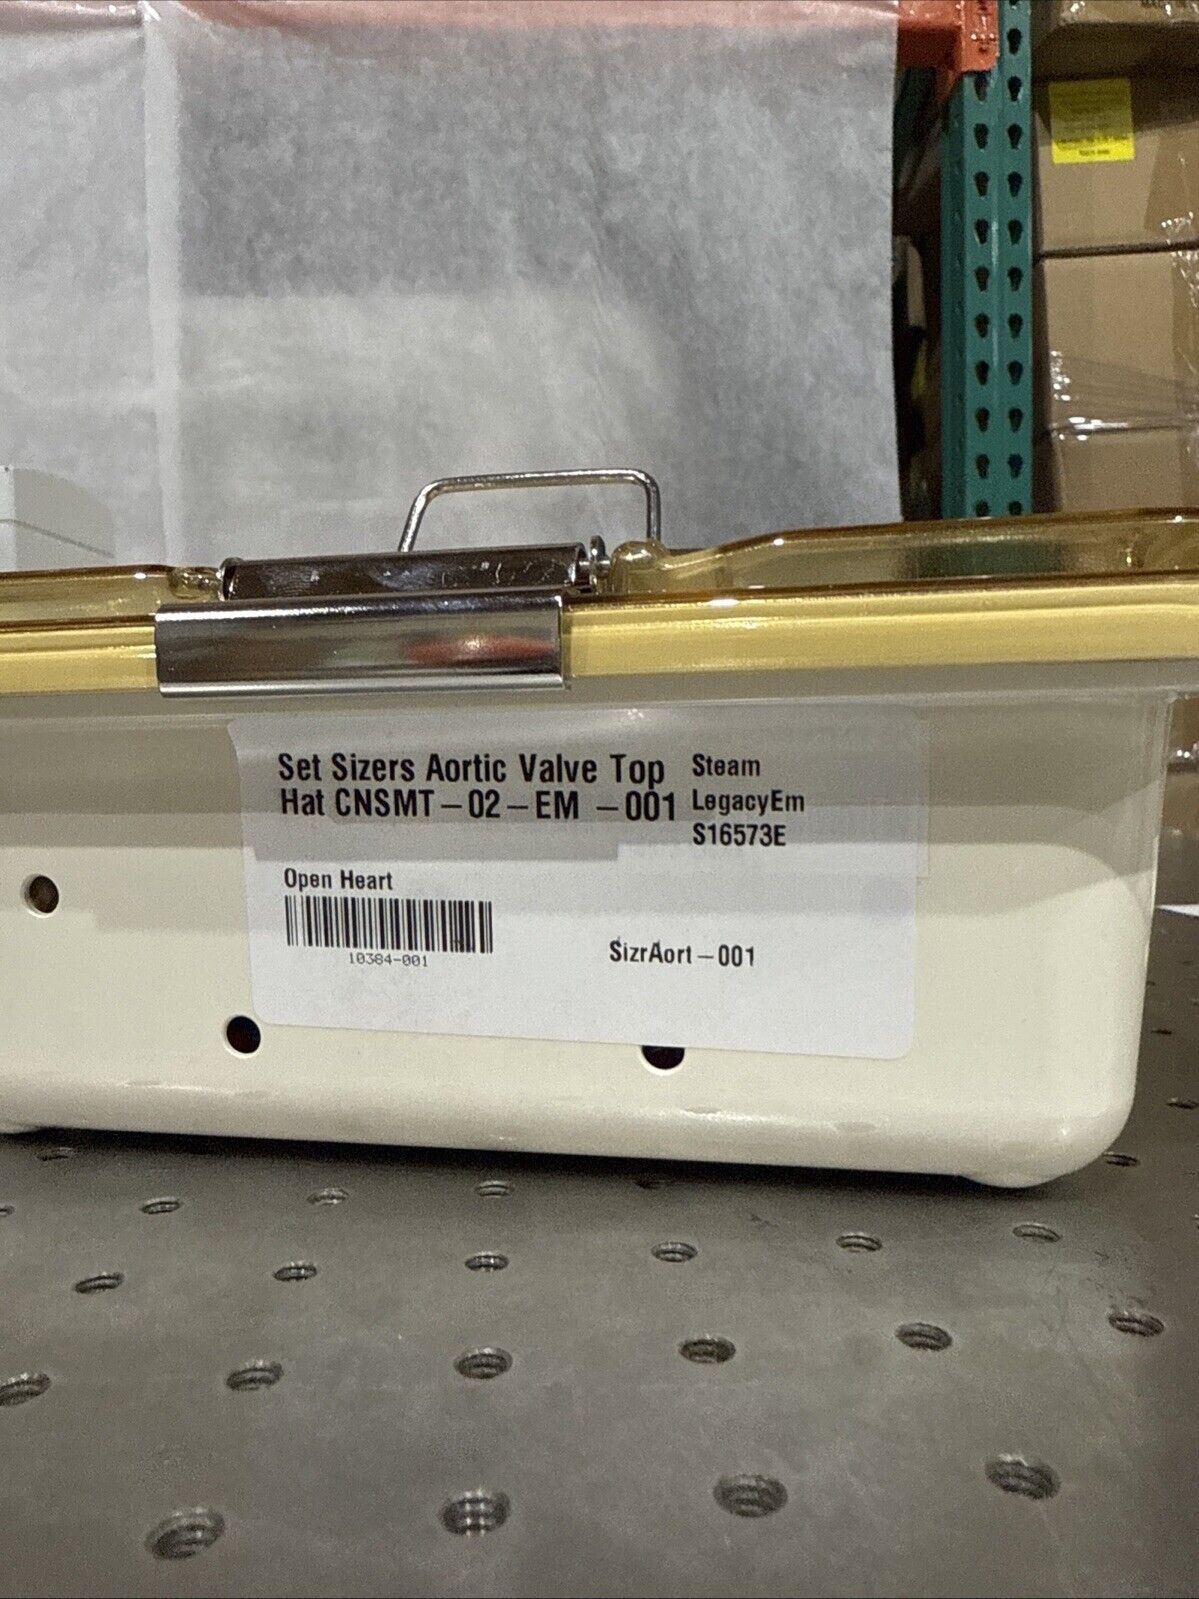 Set Sizers Aortic Valve Top
Hat CNSMT-02-EM -001
Steam
LegacyEm
S16573E
Open Heart
10384-001
SizrAort-001